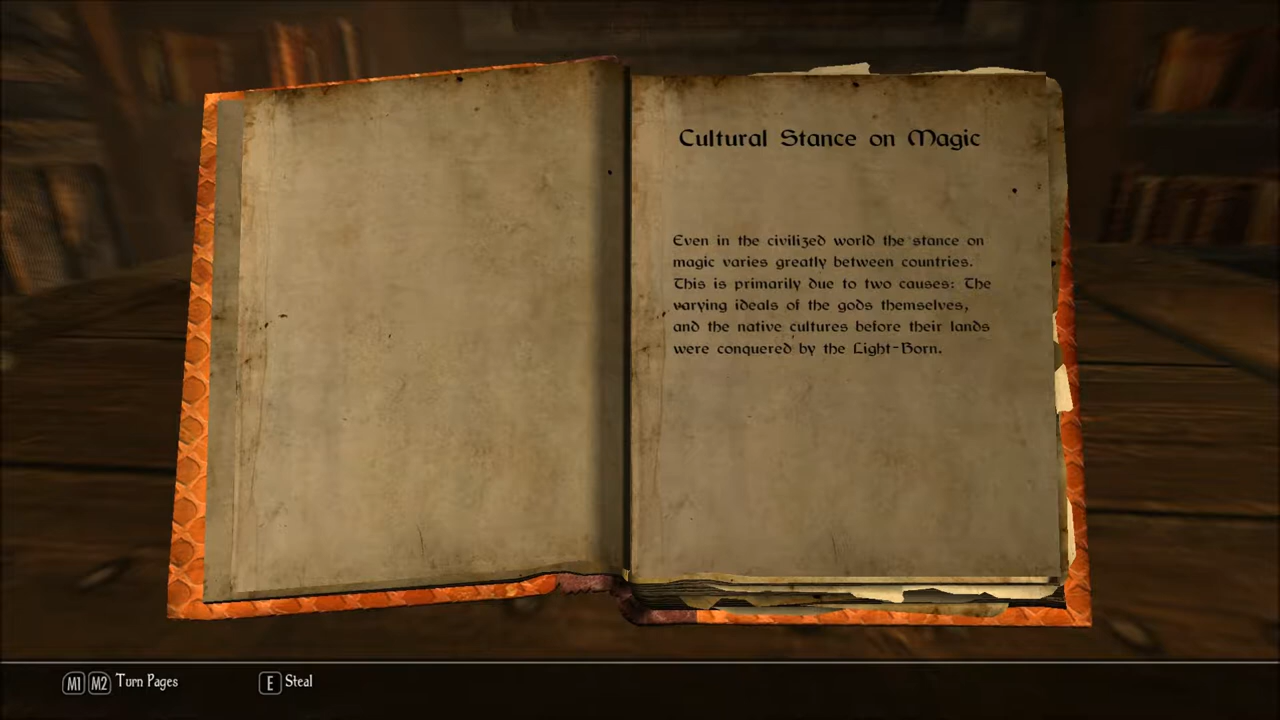 Cultural Stance on Magic
Even in the civilized world the stance on
magic varies greatly between countries.
This is primarily due to two causes: The
varying ideals of the gods themselves,
and the native cultures before their lands
were conquered by the Light-Born.
M1 M2 Turn Pages
E Steal